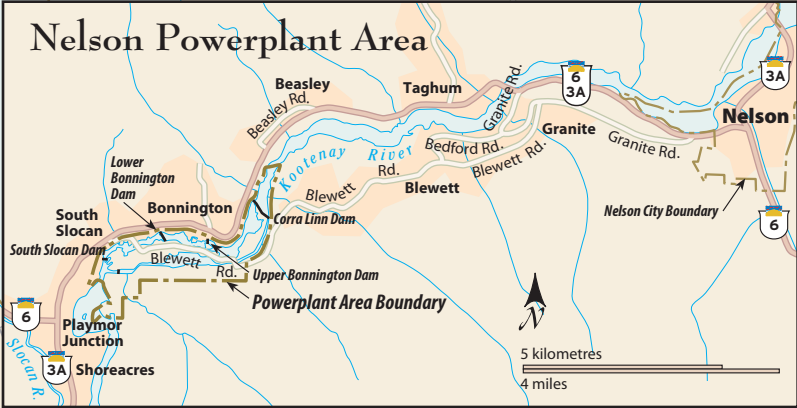 Nelson Powerplant Area
6
3A
3A
Beasley
Taghum
Beasley Rd.
Granite Rd.
Nelson
Granite
Granite Rd.
Bedford Rd.
Kootenay River
Blewett Rd.
Blewett Rd.
Blewett
Lower
Bonnington
Dam
Bonnington
South
Slocan
Corra Linn Dam
Nelson City Boundary
6
South Slocan Dam
Blewett Rd.
Upper Bonnington Dam
Powerplant Area Boundary
N
6
Playmor
Junction
Slocan R.
3A
Shoreacres
5 kilometres
4 miles